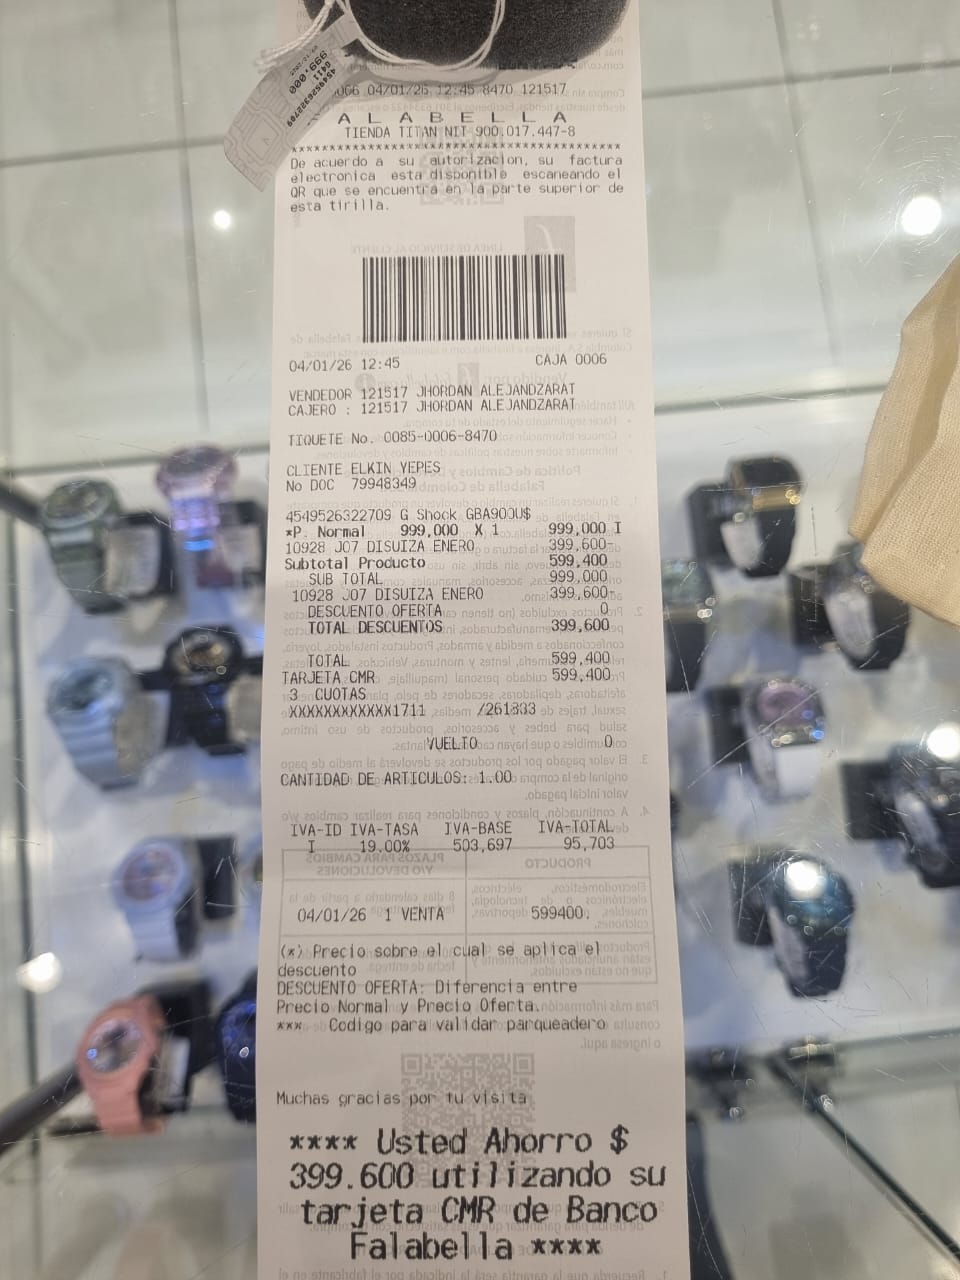 999,000
0411
4549526322709
04/01/26 12:45 8470 121517
A L A B E L L A
TIENDA TITAN NIT 900.017.447-8
************************************************
De acuerdo a su autorizacion, su factura
electronica esta disponible escaneando el
QR que se encuentra en la parte superior de
esta tirilla.
04/01/26 12:45 CAJA 0006
VENDEDOR 121517 JHORDAN ALEJANDZARAT
CAJERO : 121517 JHORDAN ALEJANDZARAT
TIQUETE No. 0085-0006-8470
CLIENTE ELKIN YEPES
No DOC 79948349
4549526322709 G Shock GBA900U$
*P. Normal 999,000 X 1 999,000 I
10928 J07 DISUIZA ENERO 399,600-
Subtotal Producto 599,400
SUB TOTAL 999,000
10928 J07 DISUIZA ENERO 399,600-
DESCUENTO OFERTA 0
TOTAL DESCUENTOS 399,600
TOTAL 599,400
TARJETA CMR 599,400
3 CUOTAS
XXXXXXXXXXXX1711 /261333
VUELTO 0
CANTIDAD DE ARTICULOS: 1.00
IVA-ID IVA-TASA IVA-BASE IVA-TOTAL
I 19.00% 503,697 95,703
04/01/26 1 VENTA 599400.
(*) Precio sobre el cual se aplica el
descuento
DESCUENTO OFERTA: Diferencia entre
Precio Normal y Precio Oferta.
*** Codigo para validar parqueadero
Muchas gracias por tu visita
**** Usted Ahorro $
399.600 utilizando su
tarjeta CMR de Banco
Falabella ****